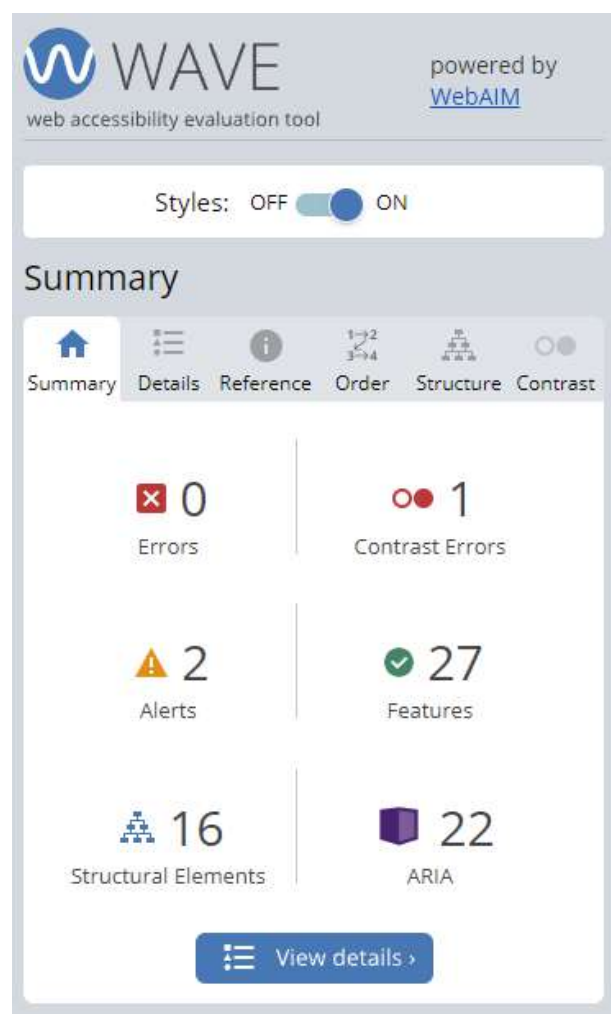 WAVE
web accessibility evaluation tool
powered by
WebAIM
Styles: OFF ON
Summary
1 2
3 4
Summary Details Reference Order Structure Contrast
0 1
Errors Contrast Errors
2 27
Alerts Features
16 22
Structural Elements ARIA
View details ›